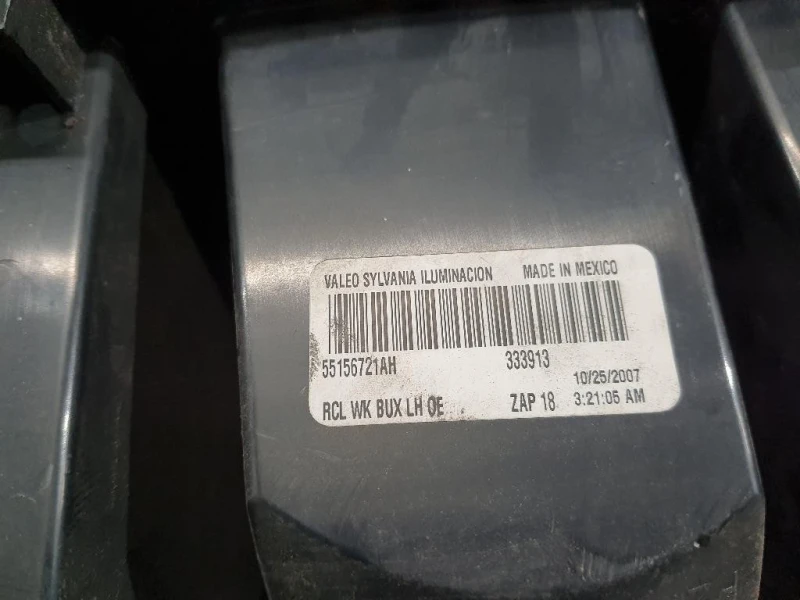 VALEO SYLVANIA ILUMINACION MADE IN MEXICO
55156721AH 333913
10/25/2007
RCL WK BUX LH OE ZAP 18 3:21:05 AM